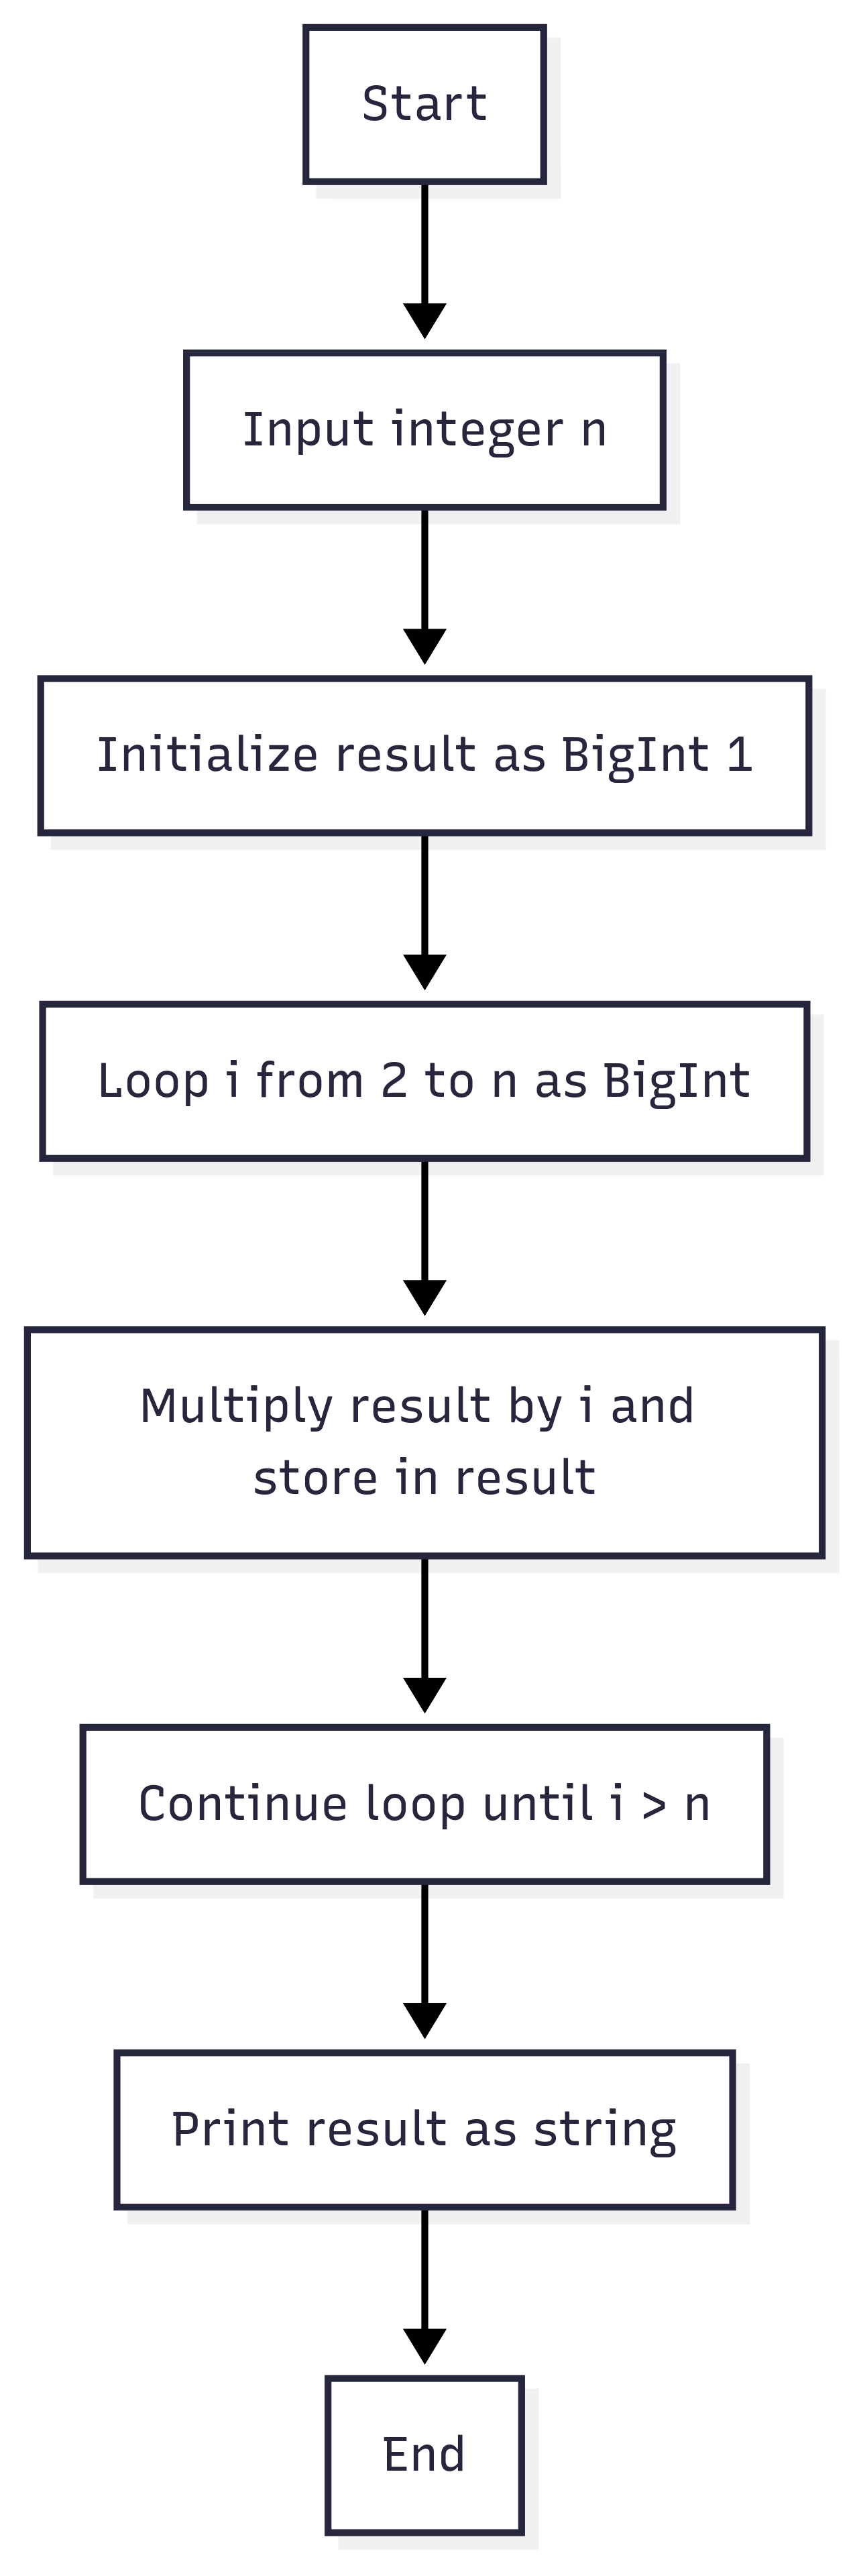 Start
Input integer n
Initialize result as BigInt 1
Loop i from 2 to n as BigInt
Multiply result by i and
store in result
Continue loop until i > n
Print result as string
End